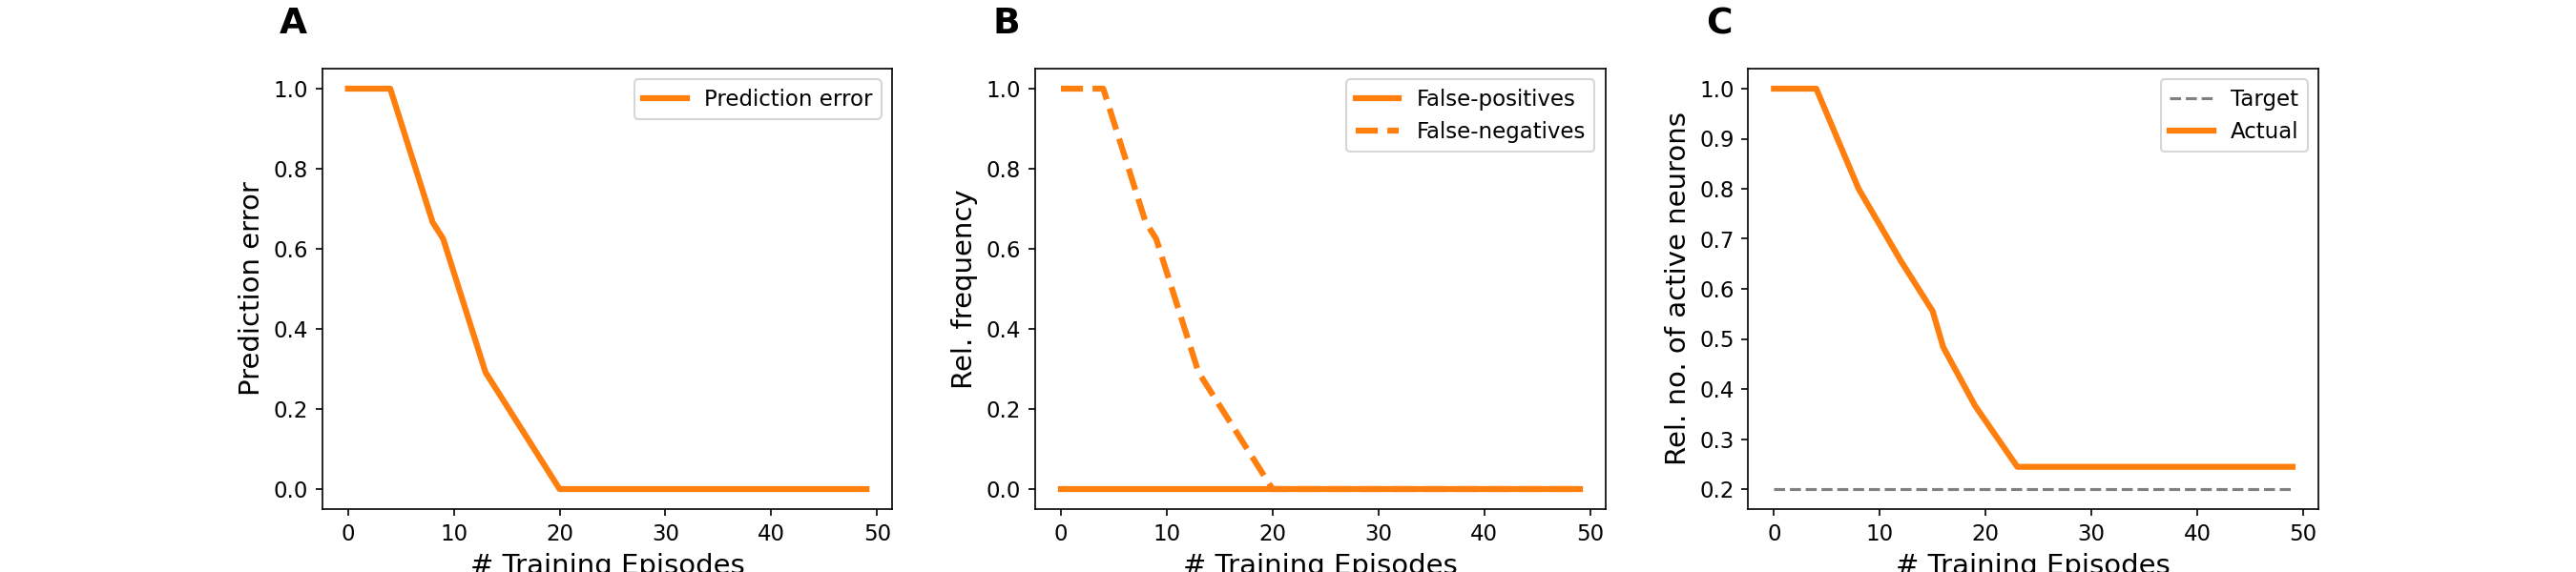 A
Prediction error
1.0
0.8
0.6
0.4
0.2
0.0
0 10 20 30 40 50
# Training Episodes
Prediction error
B
False-positives
False-negatives
1.0
0.8
0.6
0.4
0.2
0.0
0 10 20 30 40 50
# Training Episodes
Rel. frequency
C
Target
Actual
1.0
0.9
0.8
0.7
0.6
0.5
0.4
0.3
0.2
0 10 20 30 40 50
# Training Episodes
Rel. no. of active neurons